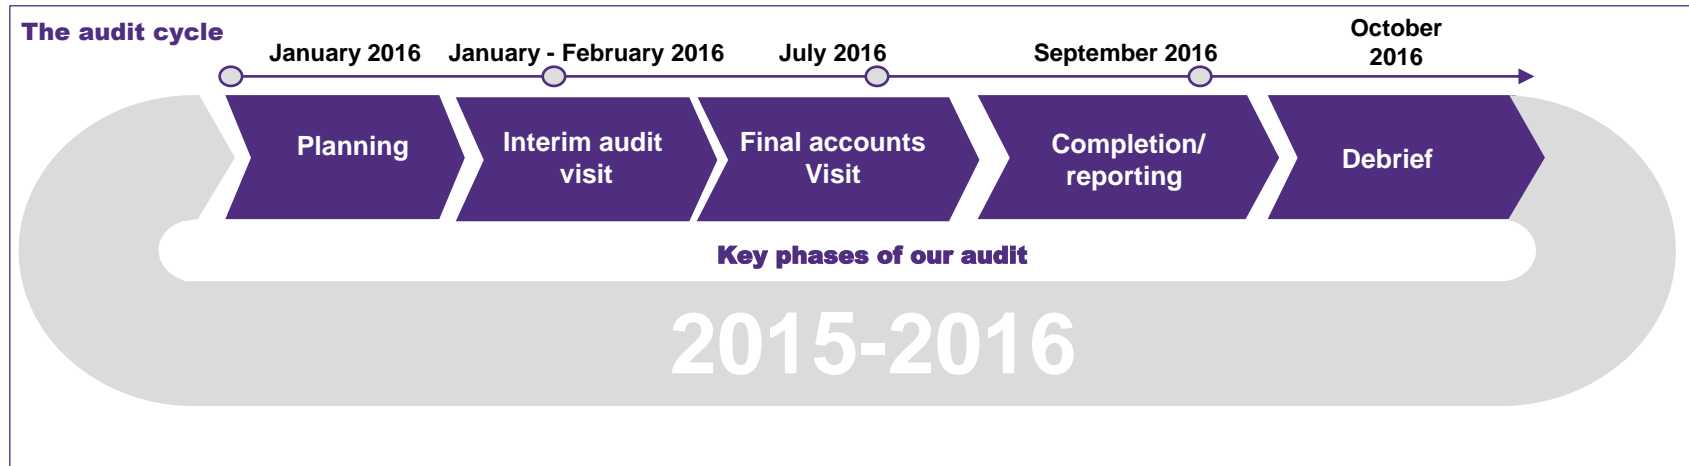 The audit cycle
January 2016
January - February 2016
July 2016
September 2016
October
2016
Planning
Interim audit
visit
Final accounts
Visit
Completion/
reporting
Debrief
Key phases of our audit
2015-2016